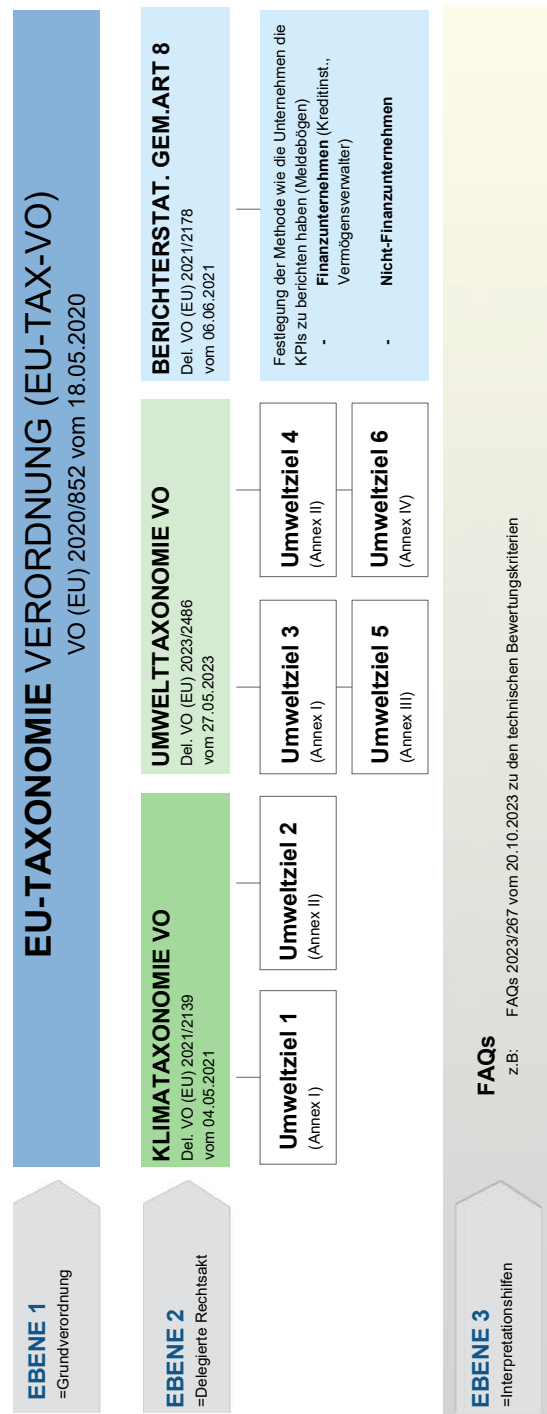 EBENE 1
=Grundverordnung
EU-TAXONOMIE VERORDNUNG (EU-TAX-VO)
VO (EU) 2020/852 vom 18.05.2020
EBENE 2
=Delegierte Rechtsakt
KLIMATAXONOMIE VO
Del. VO (EU) 2021/2139
vom 04.05.2021
Umweltziel 1
(Annex I)
Umweltziel 2
(Annex II)
UMWELTTAXONOMIE VO
Del. VO (EU) 2023/2486
vom 27.05.2023
Umweltziel 3
(Annex I)
Umweltziel 4
(Annex II)
Umweltziel 5
(Annex III)
Umweltziel 6
(Annex IV)
BERICHTERSTAT. GEM.ART 8
Del. VO (EU) 2021/2178
vom 06.06.2021
Festlegung der Methode wie die Unternehmen die
KPIs zu berichten haben (Meldebögen)
- Finanzunternehmen (Kreditinst.,
Vermögensverwalter)
- Nicht-Finanzunternehmen
EBENE 3
=Interpretationshilfen
FAQs
z.B: FAQs 2023/267 vom 20.10.2023 zu den technischen Bewertungskriterien